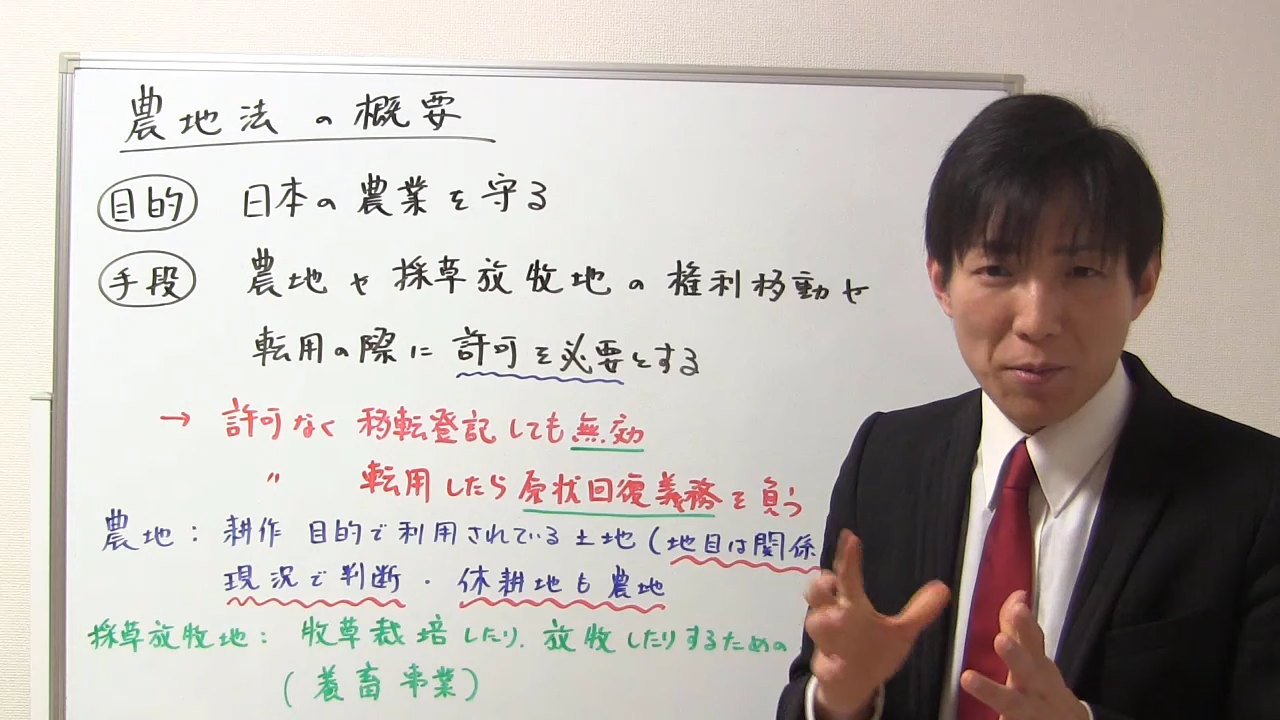 農地法の概要
目的 日本の農業を守る
手段 農地や採草放牧地の権利移動や
転用の際に許可を必要とする
→ 許可なく移転登記しても無効
〃 転用したら原状回復義務を負う
農地：耕作目的で利用されている土地(地目は関係
現況で判断・休耕地も農地
採草放牧地：牧草栽培したり、放牧したりするための
(養畜事業)